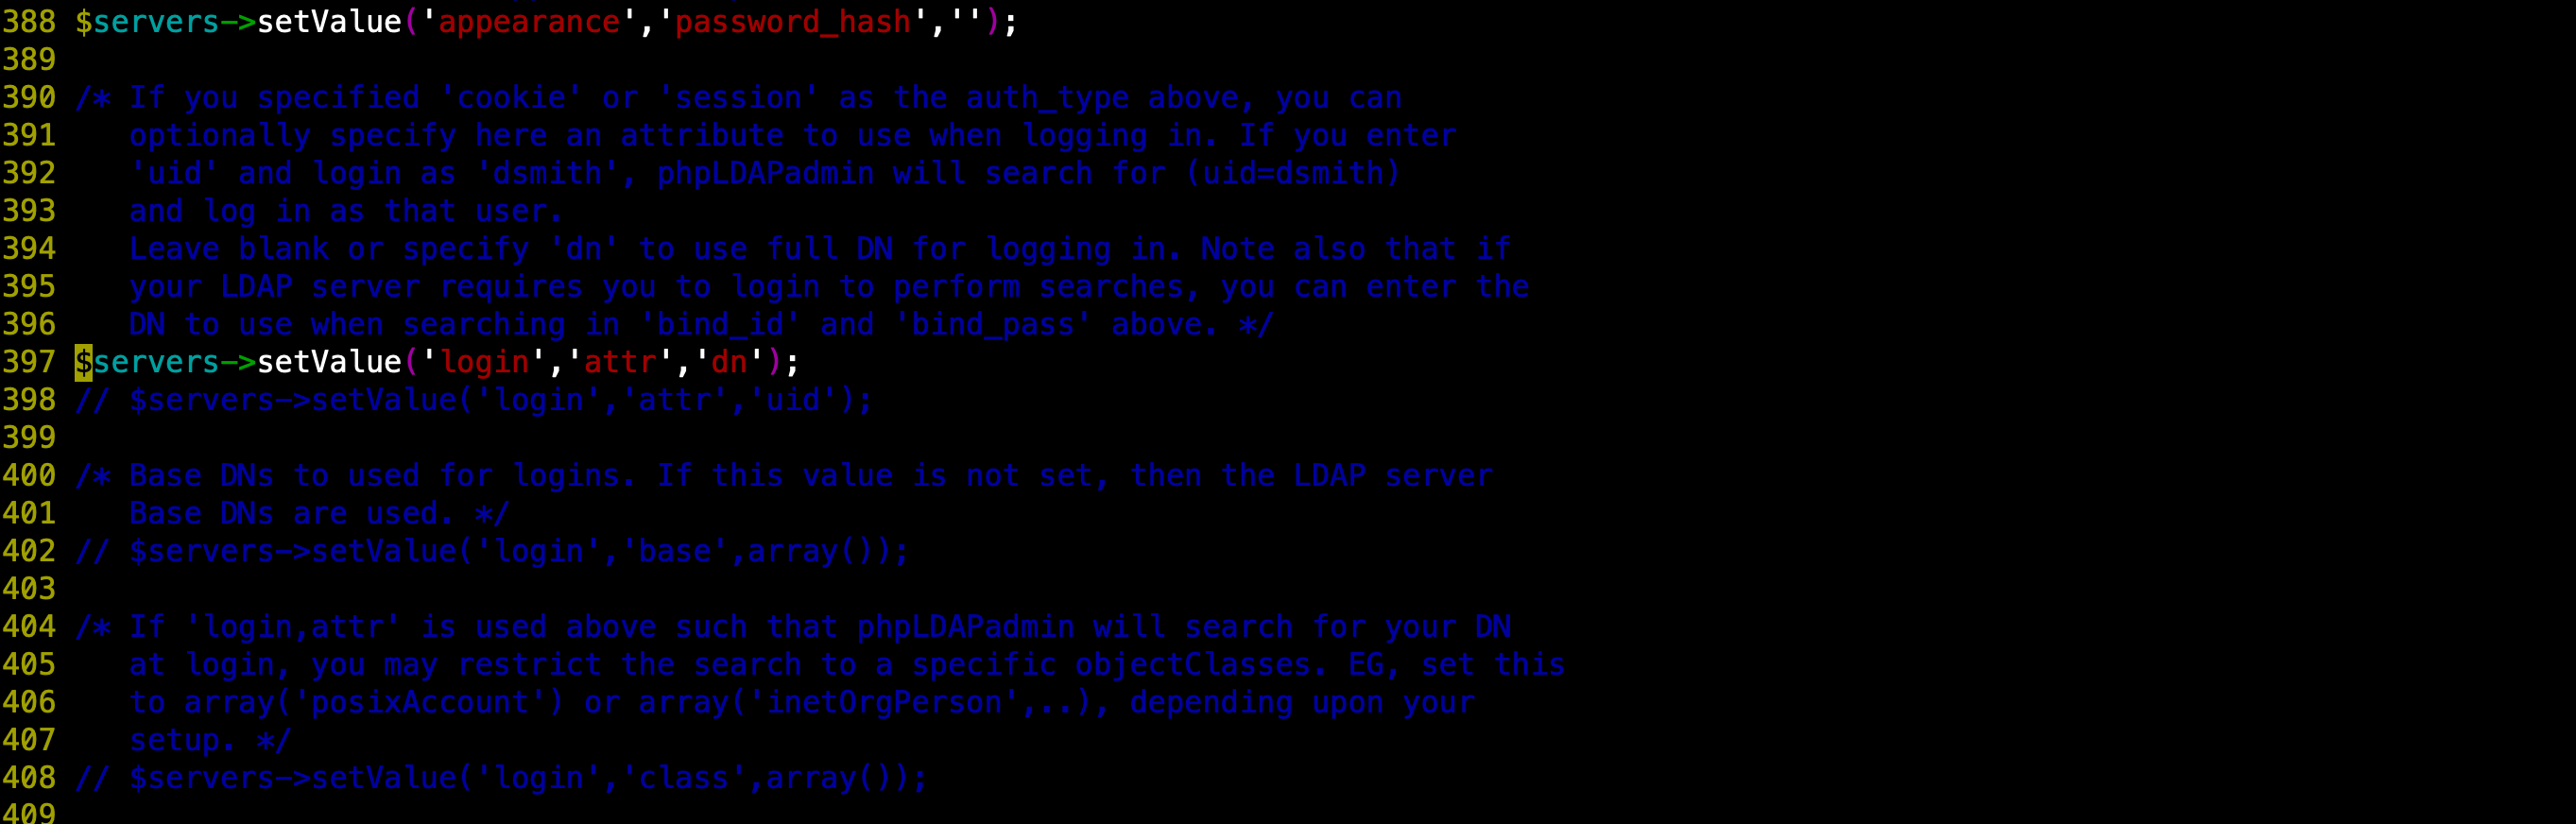 388 $servers->setValue('appearance','password_hash','');
389
390 /* If you specified 'cookie' or 'session' as the auth_type above, you can
391    optionally specify here an attribute to use when logging in. If you enter
392    'uid' and login as 'dsmith', phpLDAPadmin will search for (uid=dsmith)
393    and log in as that user.
394    Leave blank or specify 'dn' to use full DN for logging in. Note also that if
395    your LDAP server requires you to login to perform searches, you can enter the
396    DN to use when searching in 'bind_id' and 'bind_pass' above. */
397 $servers->setValue('login','attr','dn');
398 // $servers->setValue('login','attr','uid');
399
400 /* Base DNs to used for logins. If this value is not set, then the LDAP server
401    Base DNs are used. */
402 // $servers->setValue('login','base',array());
403
404 /* If 'login,attr' is used above such that phpLDAPadmin will search for your DN
405    at login, you may restrict the search to a specific objectClasses. EG, set this
406    to array('posixAccount') or array('inetOrgPerson',..), depending upon your
407    setup. */
408 // $servers->setValue('login','class',array());
409